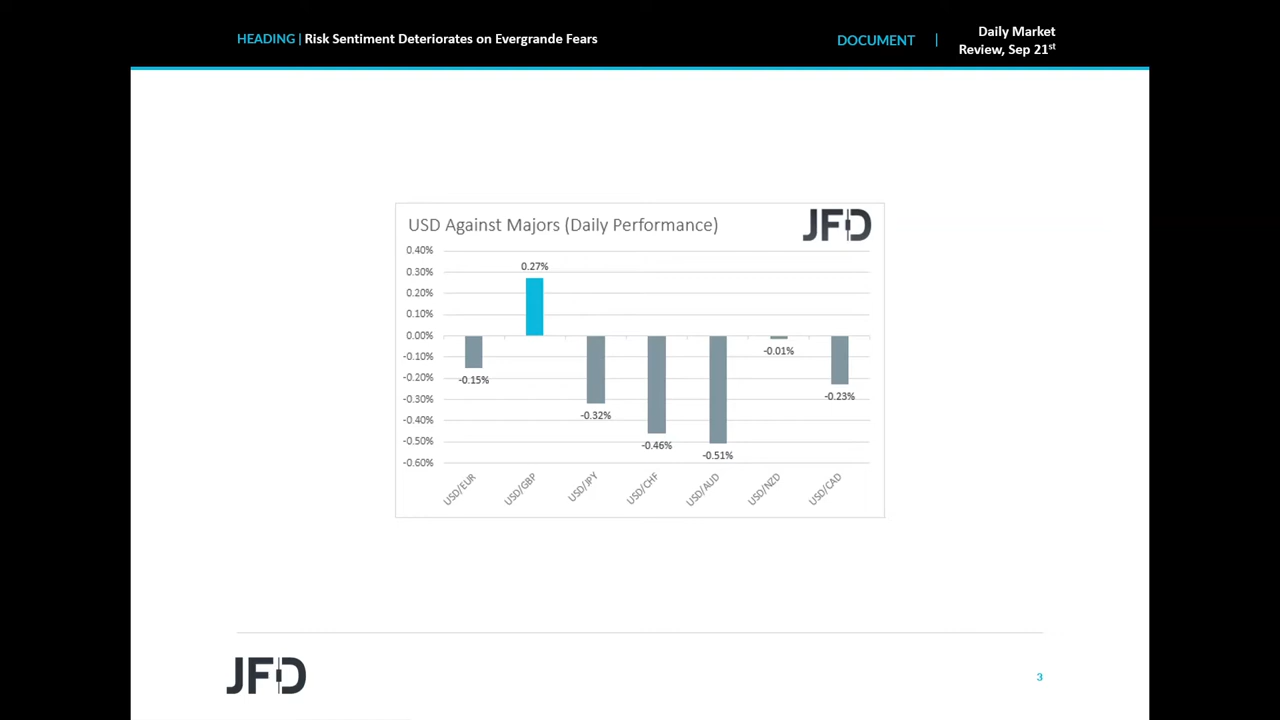 HEADING | Risk Sentiment Deteriorates on Evergrande Fears
DOCUMENT |
Daily Market
Review, Sep 21st
USD Against Majors (Daily Performance)
JFD
0.40%
0.30%
0.20%
0.10%
0.00%
-0.10%
-0.20%
-0.30%
-0.40%
-0.50%
-0.60%
-0.15%
0.27%
-0.32%
-0.46%
-0.51%
-0.01%
-0.23%
USD/EUR
USD/GBP
USD/JPY
USD/CHF
USD/AUD
USD/NZD
USD/CAD
JFD
3